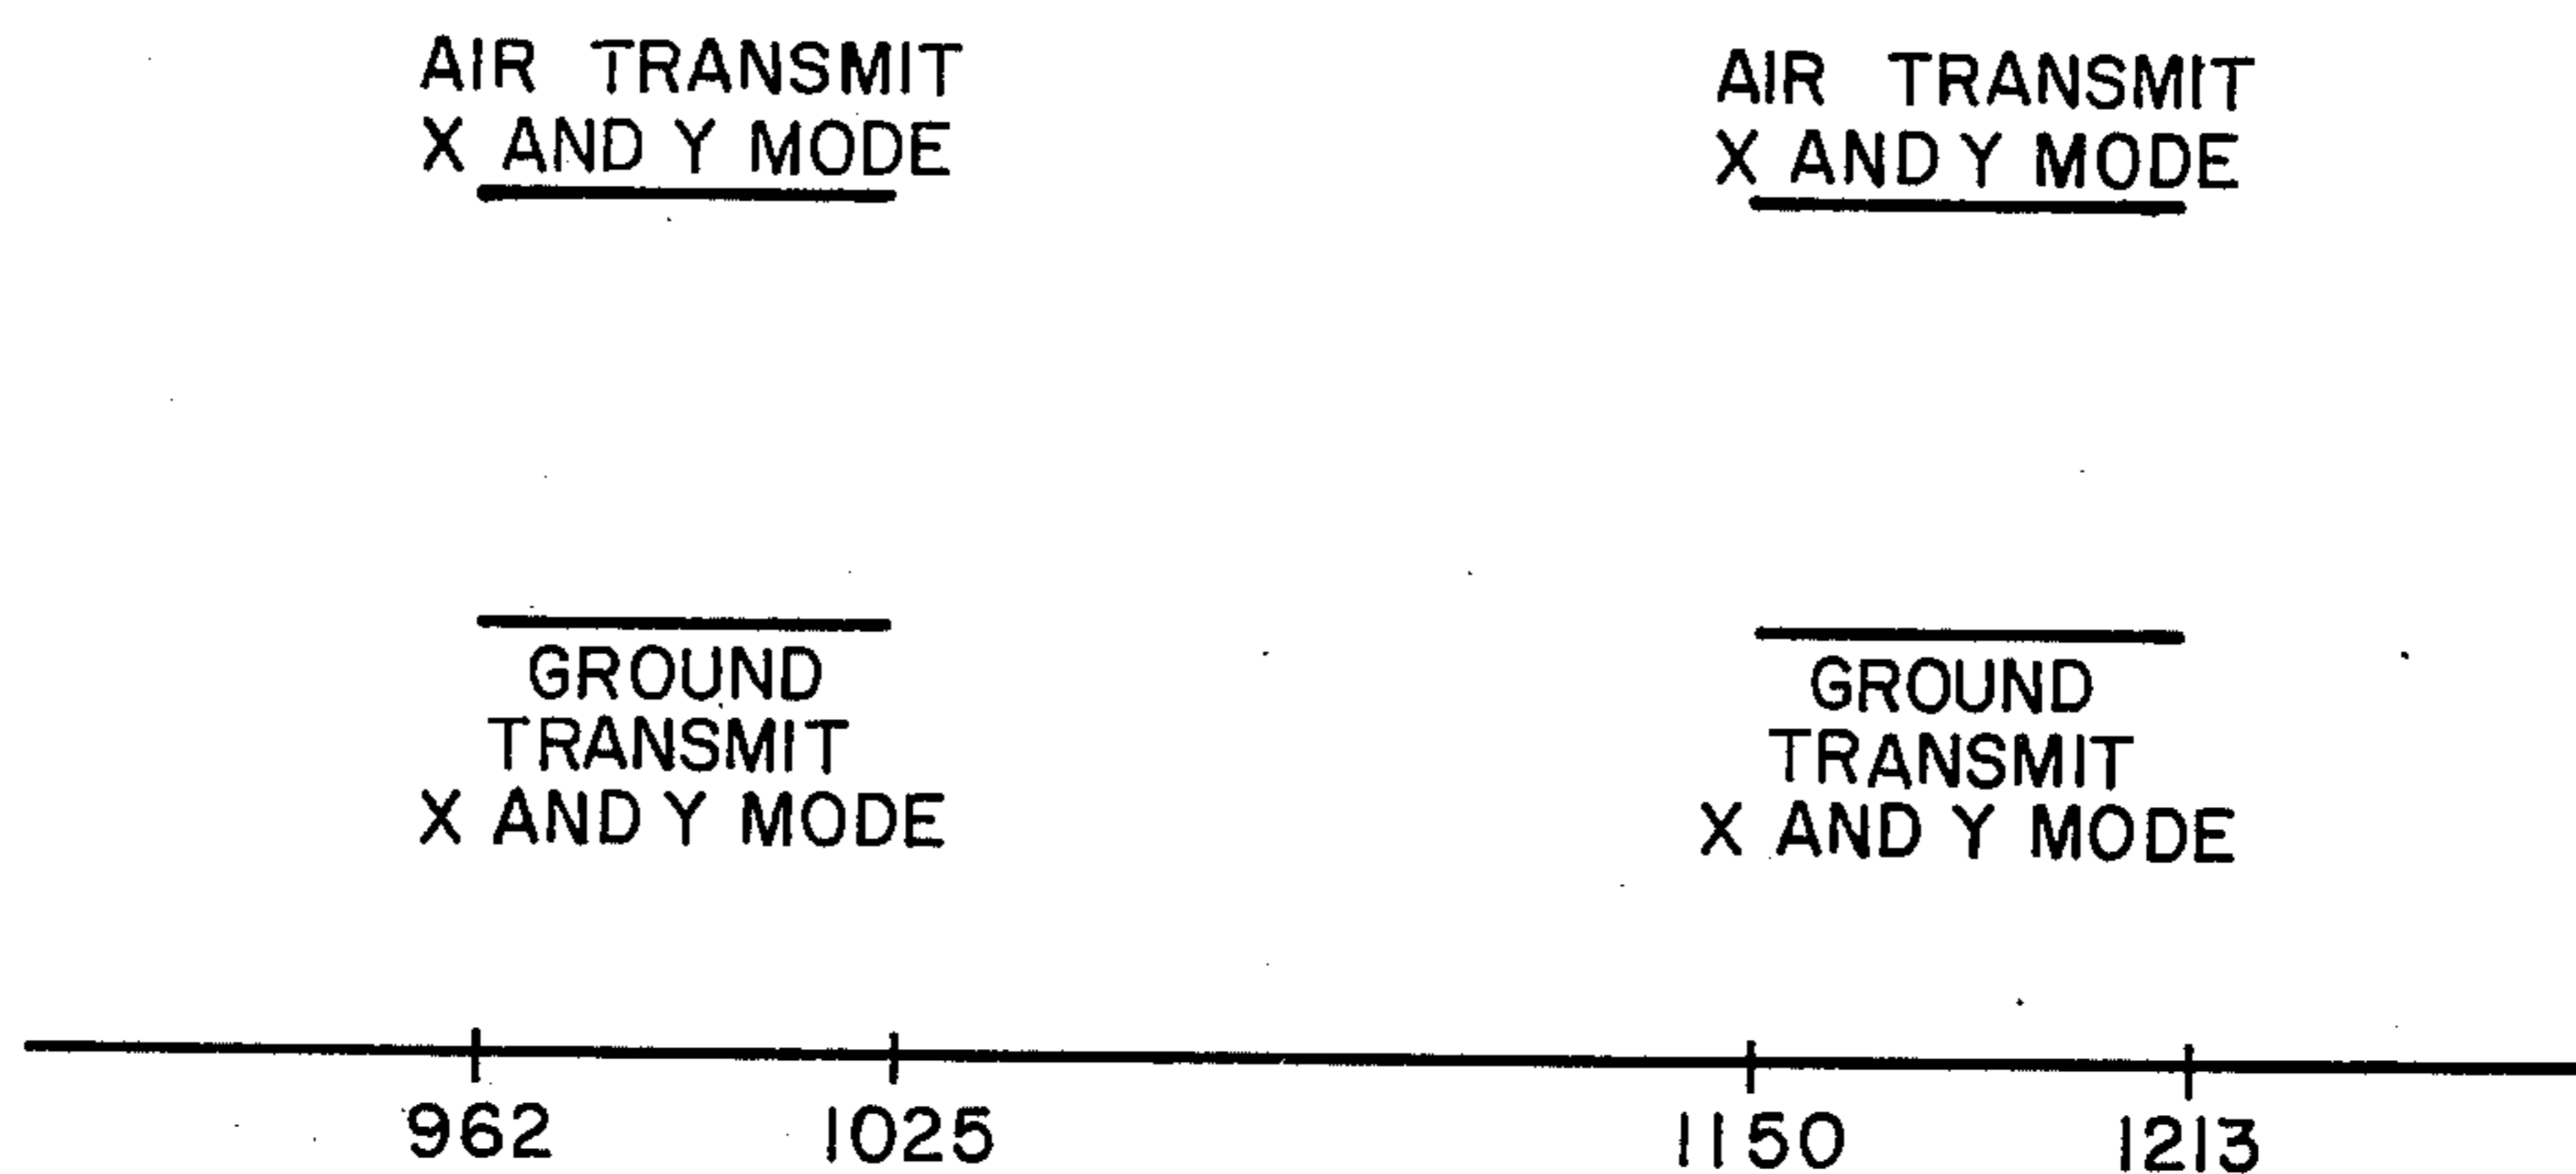 AIR TRANSMIT
X AND Y MODE
AIR TRANSMIT
X AND Y MODE
GROUND
TRANSMIT
X AND Y MODE
GROUND
TRANSMIT
X AND Y MODE
962
1025
1150
1213